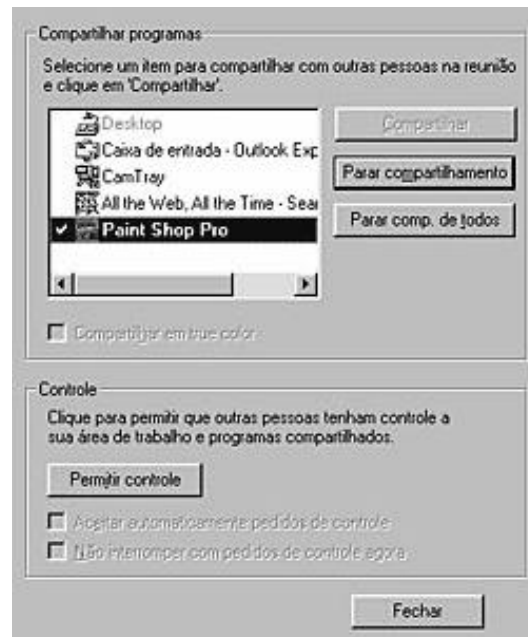 Compartilhar programas
Selecione um item para compartilhar com outras pessoas na reunião
e clique em 'Compartilhar'.
Desktop
Caixa de entrada - Outlook Exp
CamTray
All the Web, All the Time - Sear
Paint Shop Pro
Compartilhar
Parar compartilhamento
Parar comp. de todos
Compartilhar em true color
Controle
Clique para permitir que outras pessoas tenham controle a
sua área de trabalho e programas compartilhados.
Permitir controle
Aceitar automaticamente pedidos de controle
Não interromper com pedidos de controle agora
Fechar